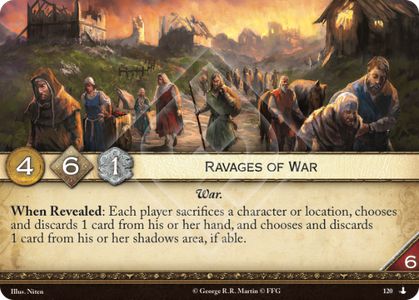 4 6 1 Ravages of War
War.
When Revealed: Each player sacrifices a character or location, chooses
and discards 1 card from his or her hand, and chooses and discards
1 card from his or her shadows area, if able.
6
Illus. Niten © George R.R. Martin © FFG 120